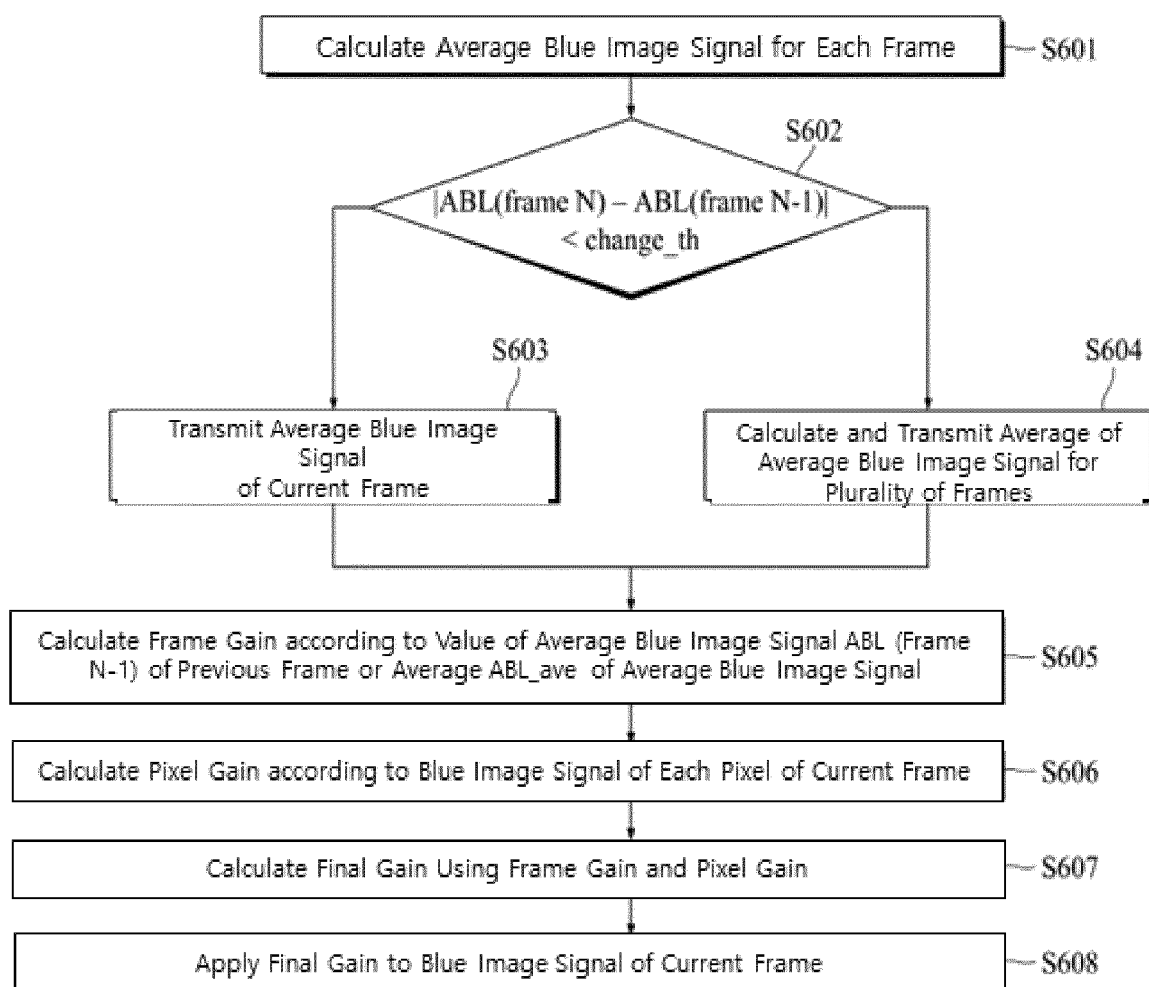 Calculate Average Blue Image Signal for Each Frame
S601
S602
|ABL(frame N) – ABL(frame N-1)|
< change_th
S603
S604
Transmit Average Blue Image
Signal
of Current Frame
Calculate and Transmit Average of
Average Blue Image Signal for
Plurality of Frames
Calculate Frame Gain according to Value of Average Blue Image Signal ABL (Frame
N-1) of Previous Frame or Average ABL_ave of Average Blue Image Signal
S605
Calculate Pixel Gain according to Blue Image Signal of Each Pixel of Current Frame
S606
Calculate Final Gain Using Frame Gain and Pixel Gain
S607
Apply Final Gain to Blue Image Signal of Current Frame
S608